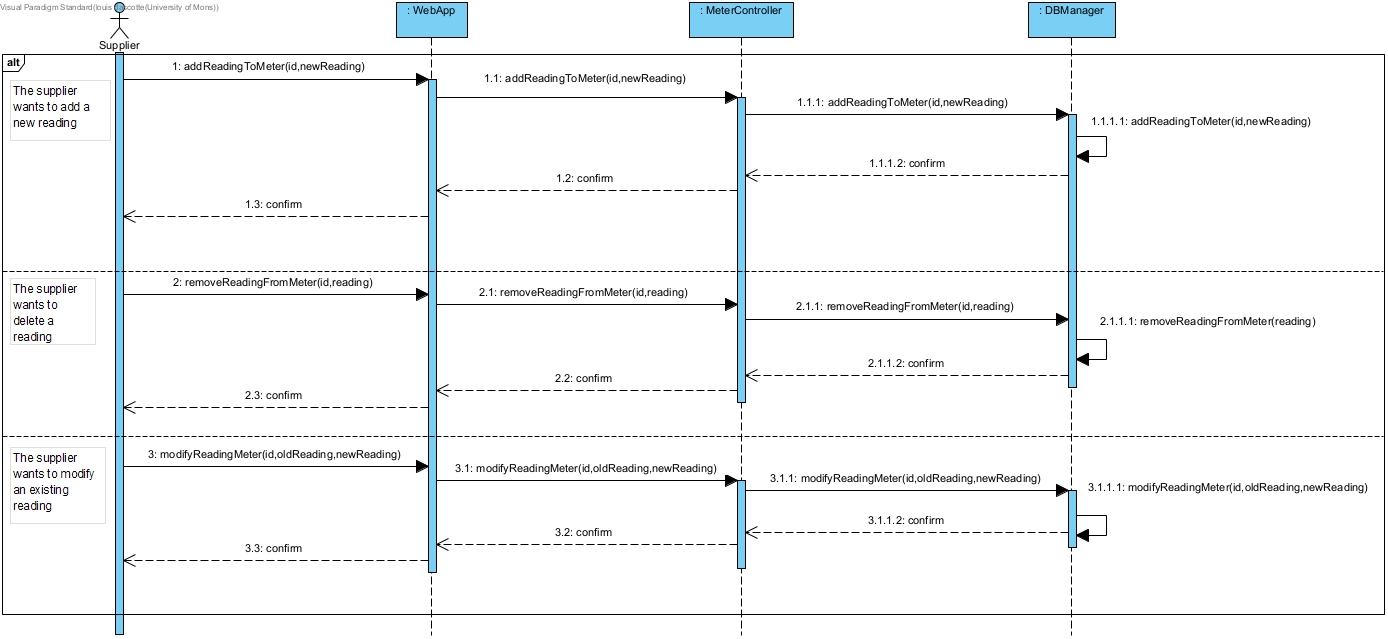 Visual Paradigm Standard(louis dascotte(University of Mons))
: WebApp
: MeterController
: DBManager
Supplier
alt
The supplier
wants to add a
new reading
1: addReadingToMeter(id,newReading)
1.1: addReadingToMeter(id,newReading)
1.1.1: addReadingToMeter(id,newReading)
1.1.1.1: addReadingToMeter(id,newReading)
1.1.1.2: confirm
1.2: confirm
1.3: confirm
The supplier
wants to
delete a
reading
2: removeReadingFromMeter(id,reading)
2.1: removeReadingFromMeter(id,reading)
2.1.1: removeReadingFromMeter(id,reading)
2.1.1.1: removeReadingFromMeter(reading)
2.1.1.2: confirm
2.2: confirm
2.3: confirm
The supplier
wants to modify
an existing
reading
3: modifyReadingMeter(id,oldReading,newReading)
3.1: modifyReadingMeter(id,oldReading,newReading)
3.1.1: modifyReadingMeter(id,oldReading,newReading)
3.1.1.1: modifyReadingMeter(id,oldReading,newReading)
3.1.1.2: confirm
3.2: confirm
3.3: confirm